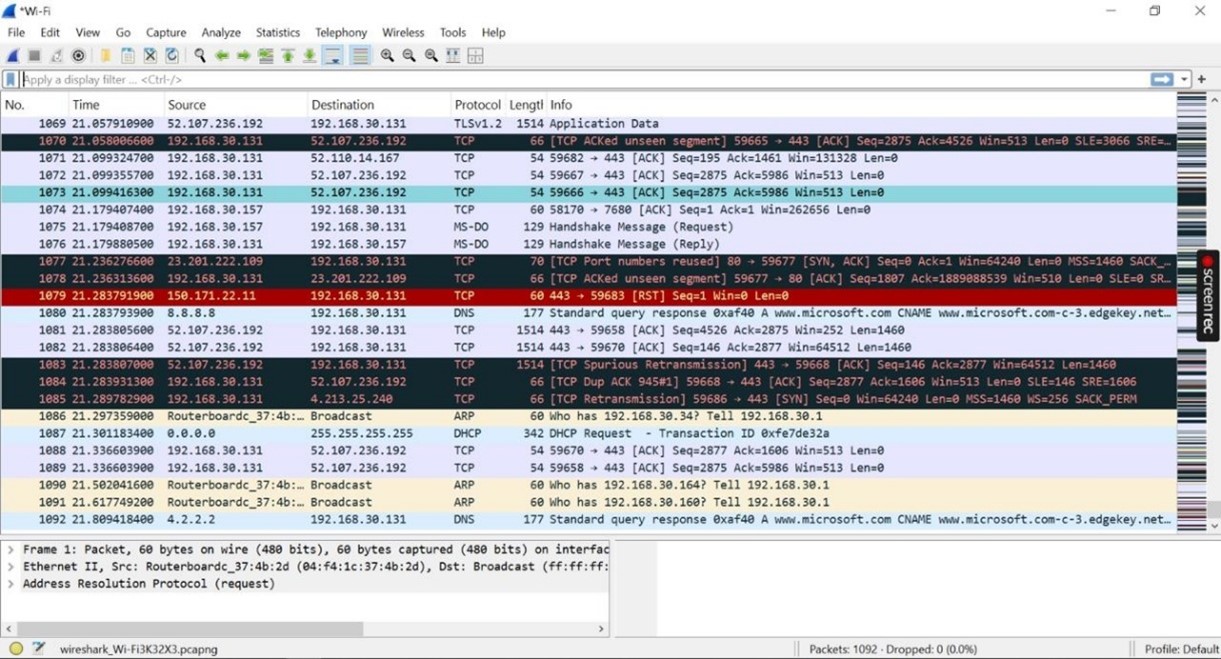 *Wi-Fi
File Edit View Go Capture Analyze Statistics Telephony Wireless Tools Help
Apply a display filter ... <Ctrl-/>
No. Time Source Destination Protocol Lengtl Info
1069 21.057910900 52.107.236.192 192.168.30.131 TLSv1.2 1514 Application Data
1070 21.058006600 192.168.30.131 52.107.236.192 TCP 66 [TCP ACKed unseen segment] 59665 → 443 [ACK] Seq=2875 Ack=4526 Win=513 Len=0 SLE=3066 SRE=…
1071 21.099324700 192.168.30.131 52.110.14.167 TCP 54 59682 → 443 [ACK] Seq=195 Ack=1461 Win=131328 Len=0
1072 21.099355700 192.168.30.131 52.107.236.192 TCP 54 59667 → 443 [ACK] Seq=2875 Ack=5986 Win=513 Len=0
1073 21.099416300 192.168.30.131 52.107.236.192 TCP 54 59666 → 443 [ACK] Seq=2875 Ack=5986 Win=513 Len=0
1074 21.179407400 192.168.30.157 192.168.30.131 TCP 60 58170 → 7680 [ACK] Seq=1 Ack=1 Win=262656 Len=0
1075 21.179408700 192.168.30.157 192.168.30.131 MS-DO 129 Handshake Message (Request)
1076 21.179880500 192.168.30.131 192.168.30.157 MS-DO 129 Handshake Message (Reply)
1077 21.236276600 23.201.222.109 192.168.30.131 TCP 70 [TCP Port numbers reused] 80 → 59677 [SYN, ACK] Seq=0 Ack=1 Win=64240 Len=0 MSS=1460 SACK_…
1078 21.236313600 192.168.30.131 23.201.222.109 TCP 66 [TCP ACKed unseen segment] 59677 → 80 [ACK] Seq=1807 Ack=1889088539 Win=510 Len=0 SLE=0 SR…
1079 21.283791900 150.171.22.11 192.168.30.131 TCP 60 443 → 59683 [RST] Seq=1 Win=0 Len=0
1080 21.283793900 8.8.8.8 192.168.30.131 DNS 177 Standard query response 0xaf40 A www.microsoft.com CNAME www.microsoft.com-c-3.edgekey.net…
1081 21.283805600 52.107.236.192 192.168.30.131 TCP 1514 443 → 59658 [ACK] Seq=4526 Ack=2875 Win=252 Len=1460
1082 21.283806400 52.107.236.192 192.168.30.131 TCP 1514 443 → 59670 [ACK] Seq=146 Ack=2877 Win=64512 Len=1460
1083 21.283807000 52.107.236.192 192.168.30.131 TCP 1514 [TCP Spurious Retransmission] 443 → 59668 [ACK] Seq=146 Ack=2877 Win=64512 Len=1460
1084 21.283931300 192.168.30.131 52.107.236.192 TCP 66 [TCP Dup ACK 945#1] 59668 → 443 [ACK] Seq=2877 Ack=1606 Win=513 Len=0 SLE=146 SRE=1606
1085 21.289782900 192.168.30.131 4.213.25.240 TCP 66 [TCP Retransmission] 59686 → 443 [SYN] Seq=0 Win=64240 Len=0 MSS=1460 WS=256 SACK_PERM
1086 21.297359000 Routerboardc_37:4b:… Broadcast ARP 60 Who has 192.168.30.34? Tell 192.168.30.1
1087 21.301183400 0.0.0.0 255.255.255.255 DHCP 342 DHCP Request - Transaction ID 0xfe7de32a
1088 21.336603900 192.168.30.131 52.107.236.192 TCP 54 59670 → 443 [ACK] Seq=2877 Ack=1606 Win=513 Len=0
1089 21.336603900 192.168.30.131 52.107.236.192 TCP 54 59658 → 443 [ACK] Seq=2875 Ack=5986 Win=513 Len=0
1090 21.502041600 Routerboardc_37:4b:… Broadcast ARP 60 Who has 192.168.30.164? Tell 192.168.30.1
1091 21.617749200 Routerboardc_37:4b:… Broadcast ARP 60 Who has 192.168.30.160? Tell 192.168.30.1
1092 21.809418400 4.2.2.2 192.168.30.131 DNS 177 Standard query response 0xaf40 A www.microsoft.com CNAME www.microsoft.com-c-3.edgekey.net…
screenrec
Frame 1: Packet, 60 bytes on wire (480 bits), 60 bytes captured (480 bits) on interfac
Ethernet II, Src: Routerboardc_37:4b:2d (04:f4:1c:37:4b:2d), Dst: Broadcast (ff:ff:ff:
Address Resolution Protocol (request)
wireshark_Wi-Fi3K32X3.pcapng Packets: 1092 · Dropped: 0 (0.0%) Profile: Default